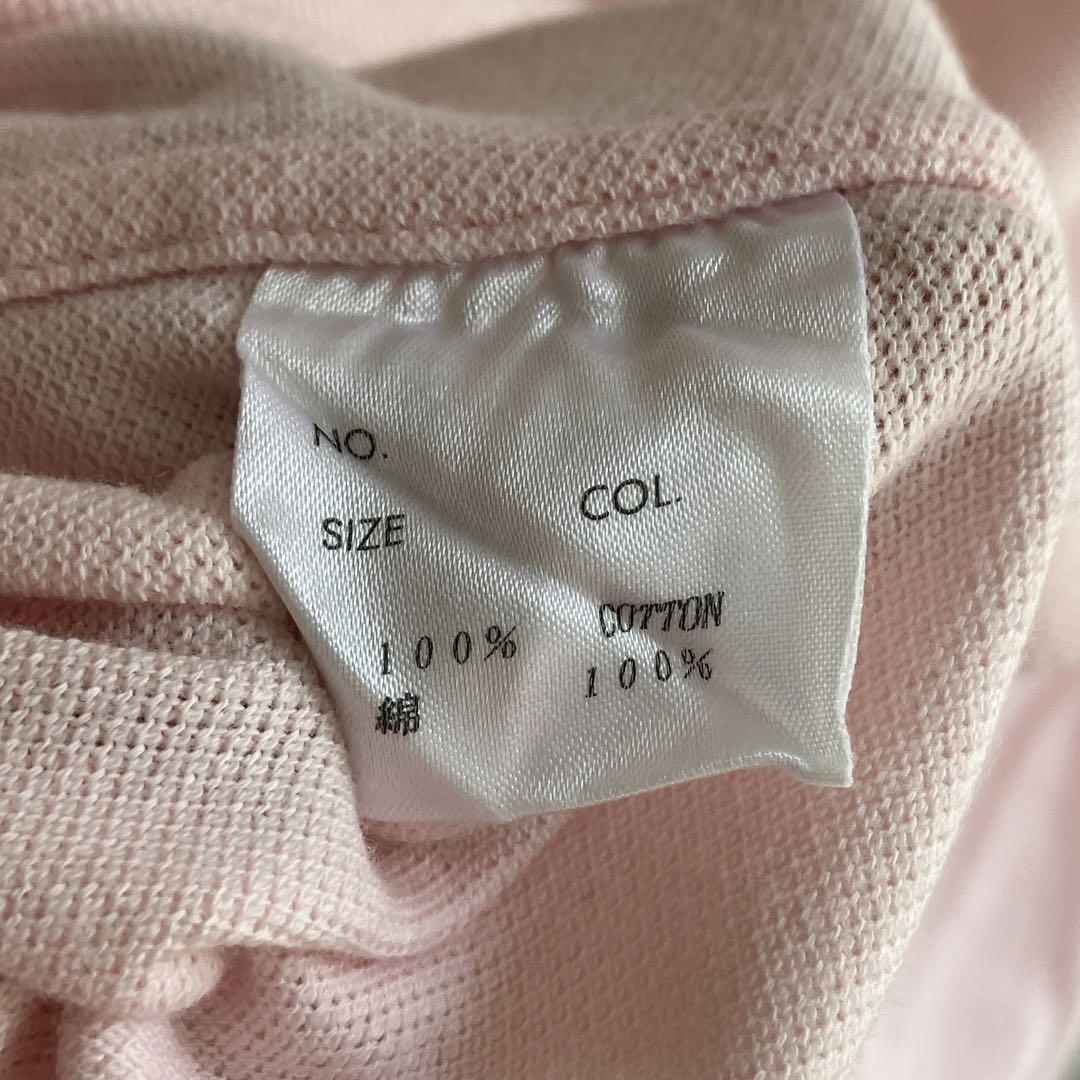 NO.
SIZE COL.
100% COTTON
綿 100%